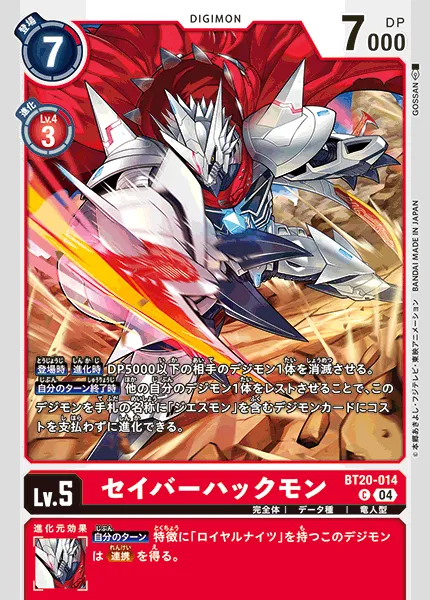 登場
7
DIGIMON
7000
DP
進化
Lv.4
3
GOSSAN
BANDAI MADE IN JAPAN
© 本郷あきよし・フジテレビ・東映アニメーション
登場時 進化時 DP5000以下の相手のデジモン1体を消滅させる。
自分のターン終了時 他の自分のデジモン1体をレストさせることで、この
デジモンを手札の名称に「ジエスモン」を含むデジモンカードにコス
トを支払わずに進化できる。
Lv.5
セイバーハックモン
BT20-014
C 04
完全体 データ種 竜人型
進化元効果
自分のターン 特徴に「ロイヤルナイツ」を持つこのデジモン
は 連携 を得る。